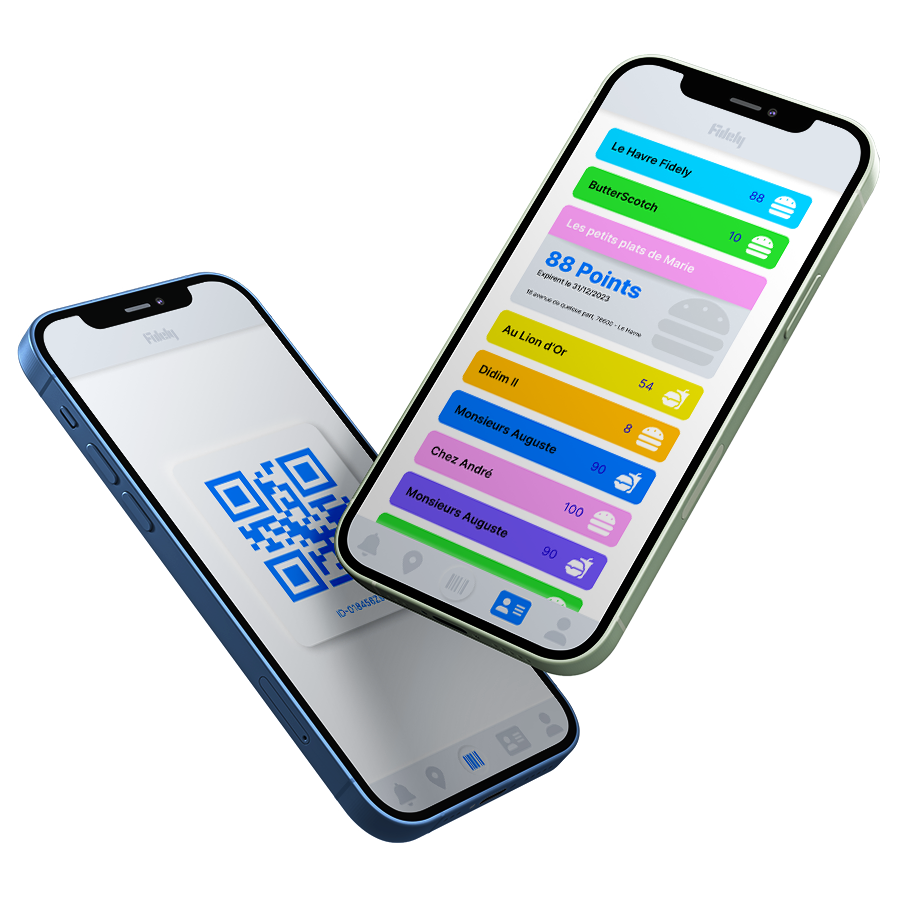 Fidely
Le Havre Fidely
88
ButterScotch
10
Les petits plats de Marie
88 Points
Expirent le 31/12/2023
Au Lion d'Or
54
Didim II
8
Monsieurs Auguste
90
Chez André
100
Monsieurs Auguste
90
Fidely